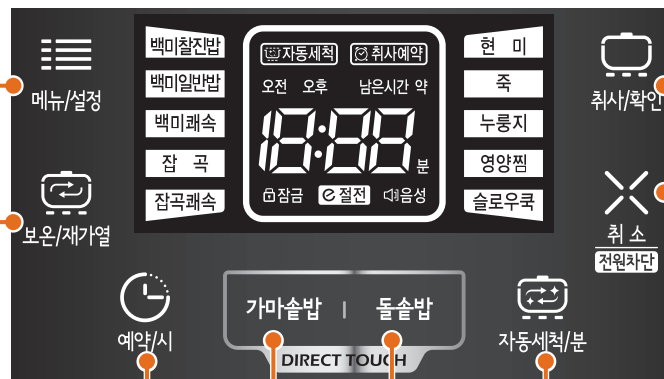 메뉴/설정
보온/재가열
백미찰진밥
백미일반밥
백미쾌속
잡 곡
잡곡쾌속
자동세척 취사예약
오전 오후 남은시간 약
18:88 분
잠금 e절전 음성
현 미
죽
누룽지
영양찜
슬로우쿡
취사/확인
취 소
전원차단
예약/시
가마솥밥 | 돌솥밥
DIRECT TOUCH
자동세척/분